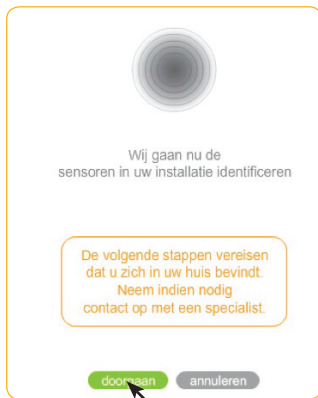 Wij gaan nu de
sensoren in uw installatie identificeren
De volgende stappen vereisen
dat u zich in uw huis bevindt.
Neem indien nodig
contact op met een specialist.
doorgaan annuleren